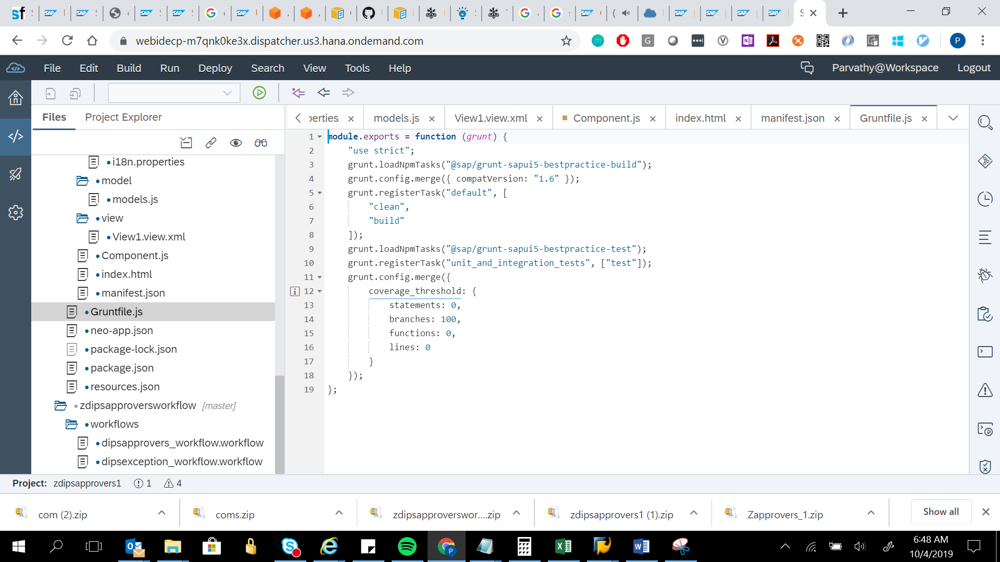 webidecp-m7qnk0ke3x.dispatcher.us3.hana.ondemand.com
File Edit Build Run Deploy Search View Tools Help
Parvathy@Workspace Logout
Files Project Explorer
i18n.properties
model
models.js
view
View1.view.xml
Component.js
index.html
manifest.json
Gruntfile.js
neo-app.json
package-lock.json
package.json
resources.json
* zdipsapproversworkflow [master]
workflows
dipsapprovers_workflow.workflow
dipsexception_workflow.workflow
perties × models.js × View1.view.xml × Component.js × index.html × manifest.json × Gruntfile.js ×
1 module.exports = function (grunt) {
2 "use strict";
3 grunt.loadNpmTasks("@sap/grunt-sapui5-bestpractice-build");
4 grunt.config.merge({ compatVersion: "1.6" });
5 grunt.registerTask("default", [
6 "clean",
7 "build"
8 ]);
9 grunt.loadNpmTasks("@sap/grunt-sapui5-bestpractice-test");
10 grunt.registerTask("unit_and_integration_tests", ["test"]);
11 grunt.config.merge({
12 coverage_threshold: {
13 statements: 0,
14 branches: 100,
15 functions: 0,
16 lines: 0
17 }
18 });
19 };
Project: zdipsapprovers1 1 4
com (2).zip
coms.zip
zdipsapproverswor....zip
zdipsapprovers1 (1).zip
Zapprovers_1.zip
Show all
6:48 AM
10/4/2019